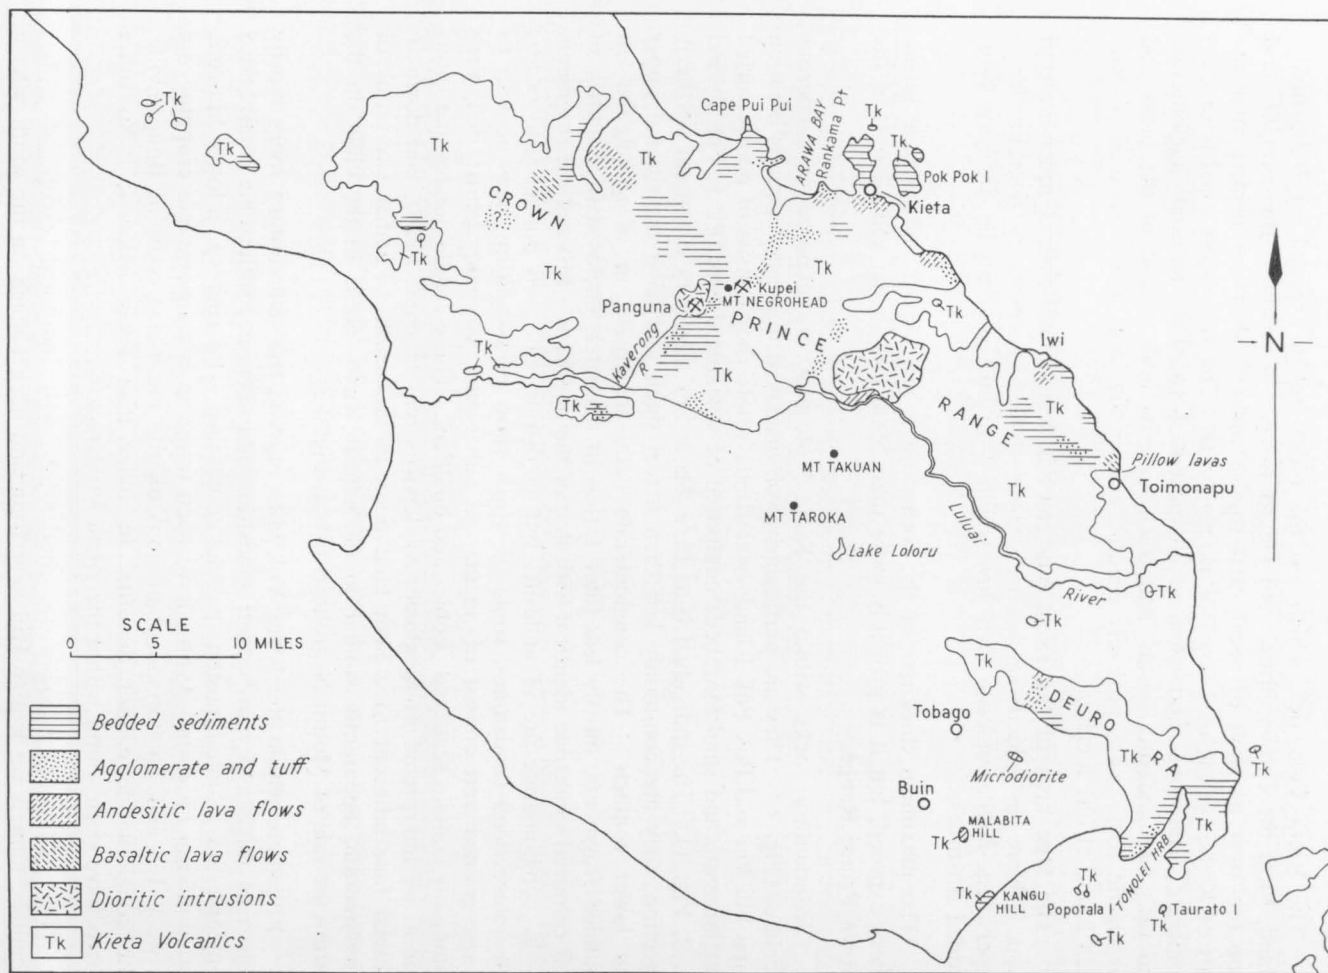 Tk
Tk
Tk
Cape Pui Pui
ARAWA BAY
Rankama Pt
Tk
Tk
Tk
Pok Pok I
Kieta
CROWN
?
Tk
Tk
Tk
Kupei
Panguna
MT NEGROHEAD
PRINCE
Tk
Iwi
Kaverong
R
Tk
Tk
Tk
RANGE
Tk
N
MT TAKUAN
Pillow lavas
Toimonapu
Tk
MT TAROKA
Luluai
Lake Loloru
River
Tk
Tk
SCALE
0 5 10 MILES
Tk
DEURO RA
Tobago
Tk
Tk
Microdiorite
Buin
Tk
MALABITA
HILL
Tk
TONOLEI HRB
Tk
KANGU
HILL
Tk
Popotala I
Taurato I
Tk
Tk
Bedded sediments
Agglomerate and tuff
Andesitic lava flows
Basaltic lava flows
Dioritic intrusions
Tk Kieta Volcanics